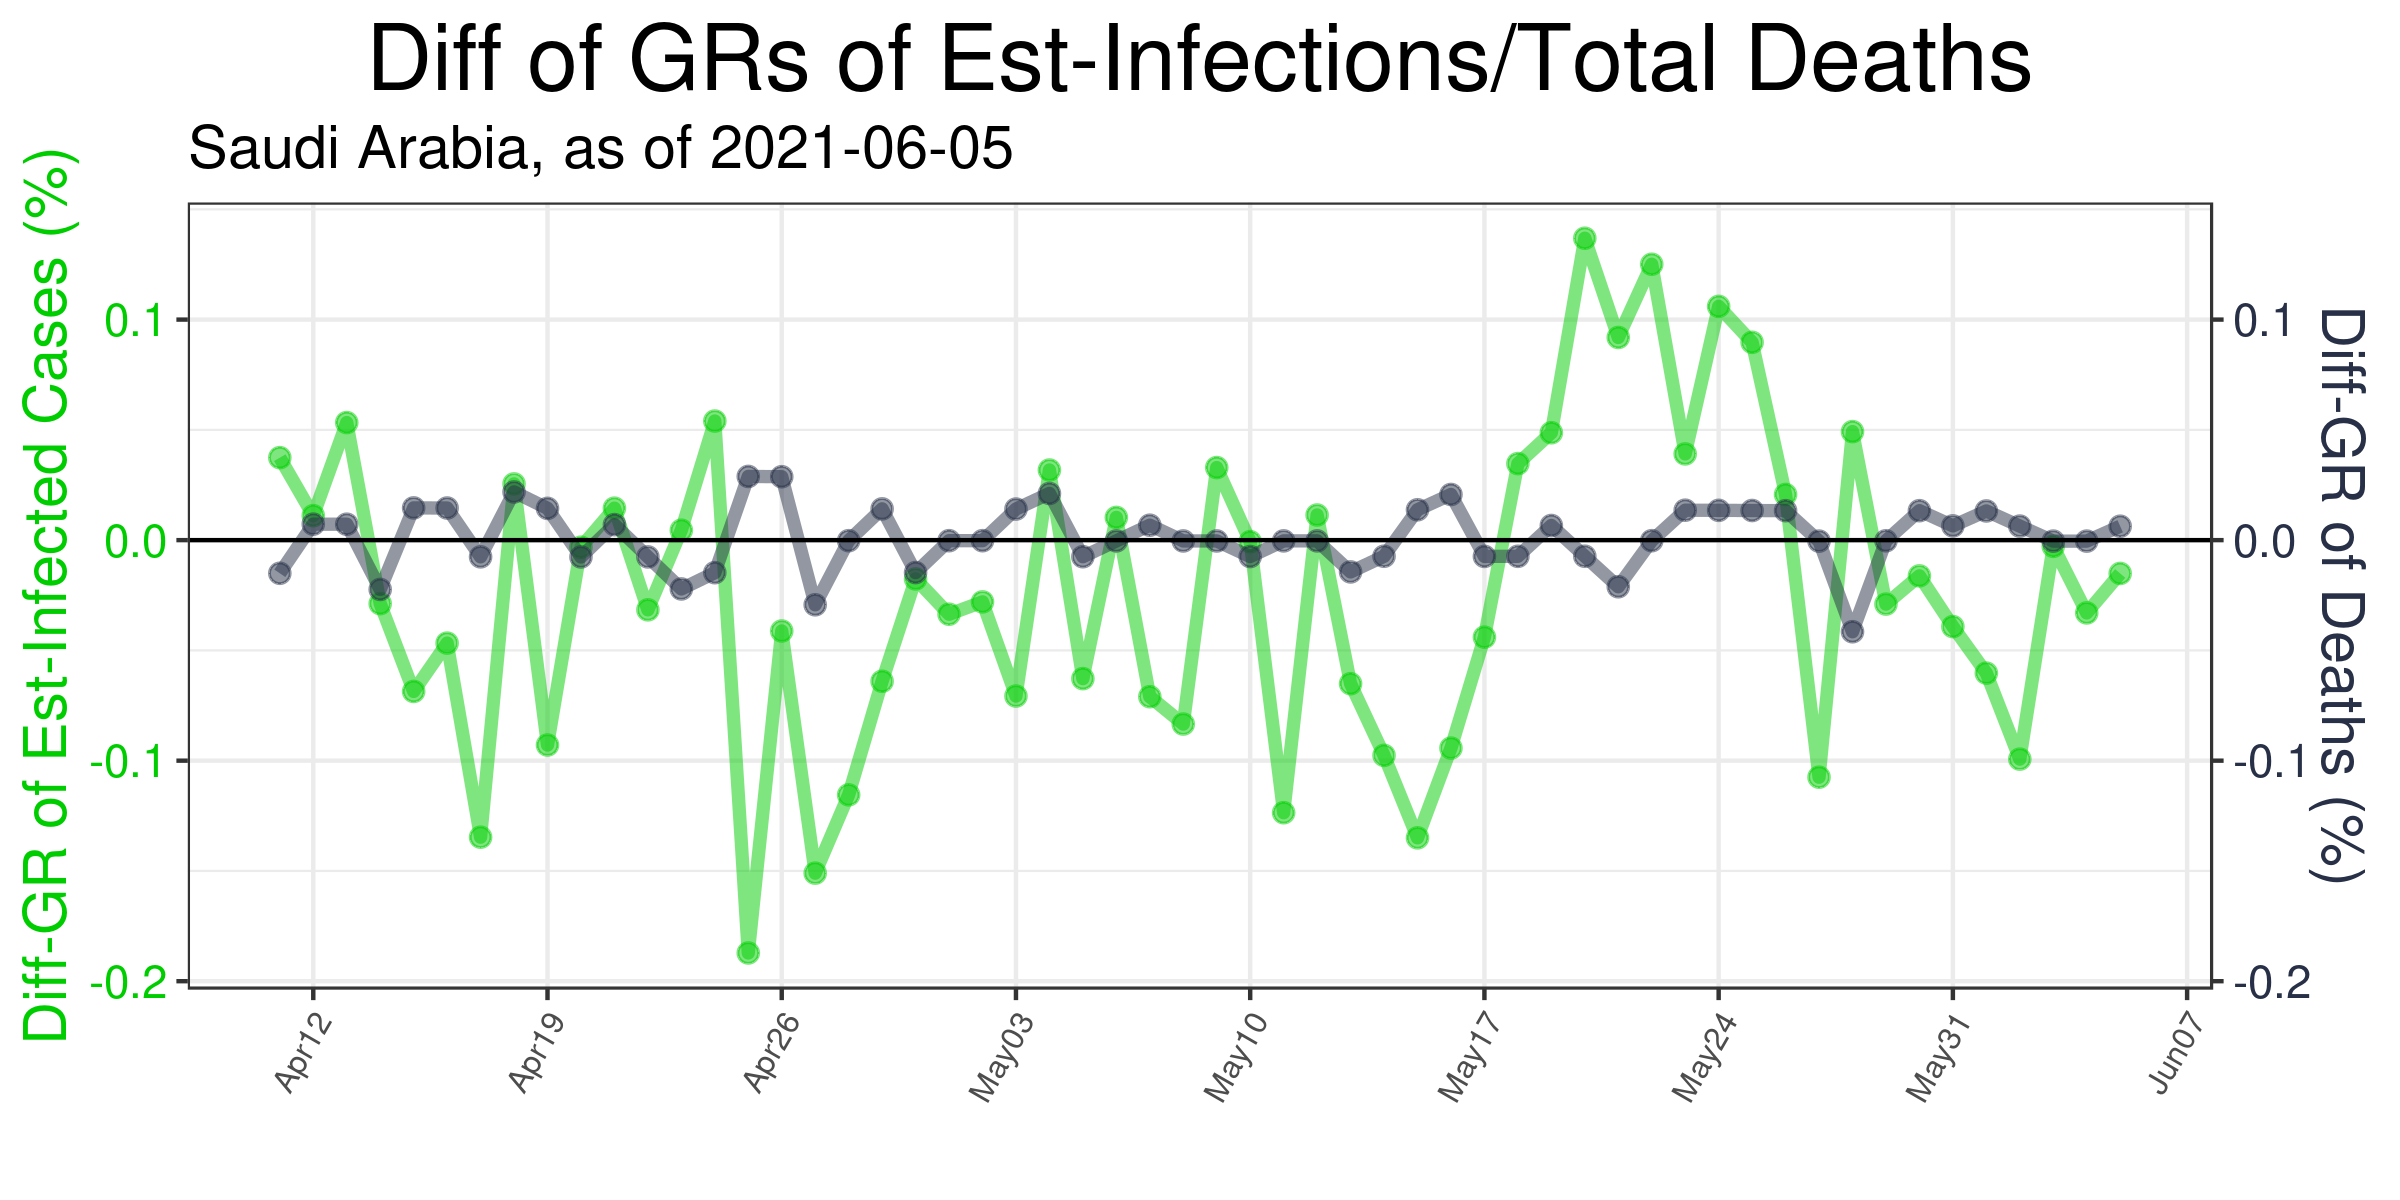 Diff of GRs of Est-Infections/Total Deaths
Saudi Arabia, as of 2021-06-05
Diff-GR of Est-Infected Cases (%)
0.1
0.0
-0.1
-0.2
0.1
0.0
-0.1
-0.2
Diff-GR of Deaths (%)
Apr12
Apr19
Apr26
May03
May10
May17
May24
May31
Jun07